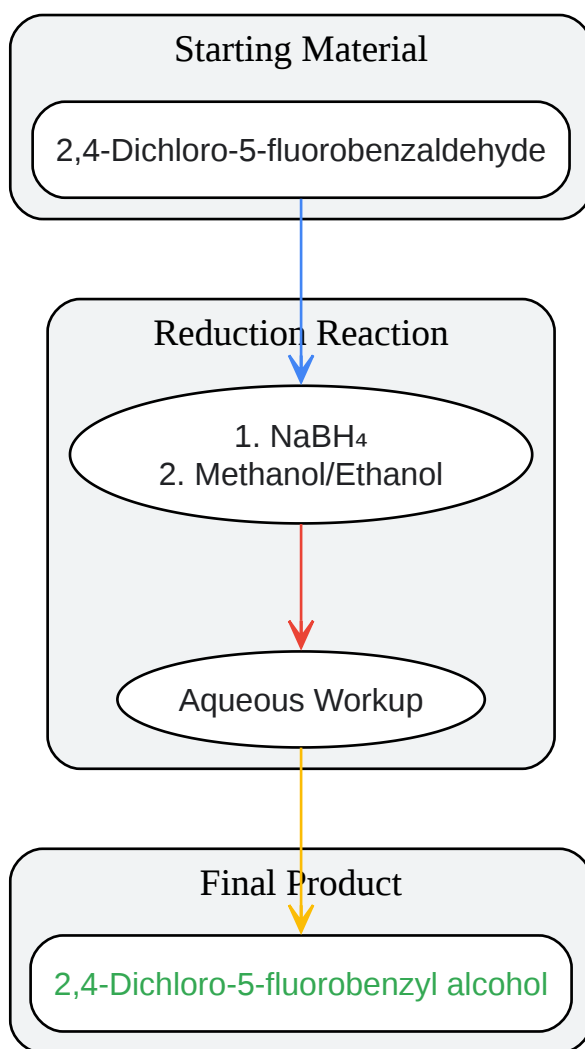 Starting Material
2,4-Dichloro-5-fluorobenzaldehyde
Reduction Reaction
1. NaBH₄
2. Methanol/Ethanol
Aqueous Workup
Final Product
2,4-Dichloro-5-fluorobenzyl alcohol